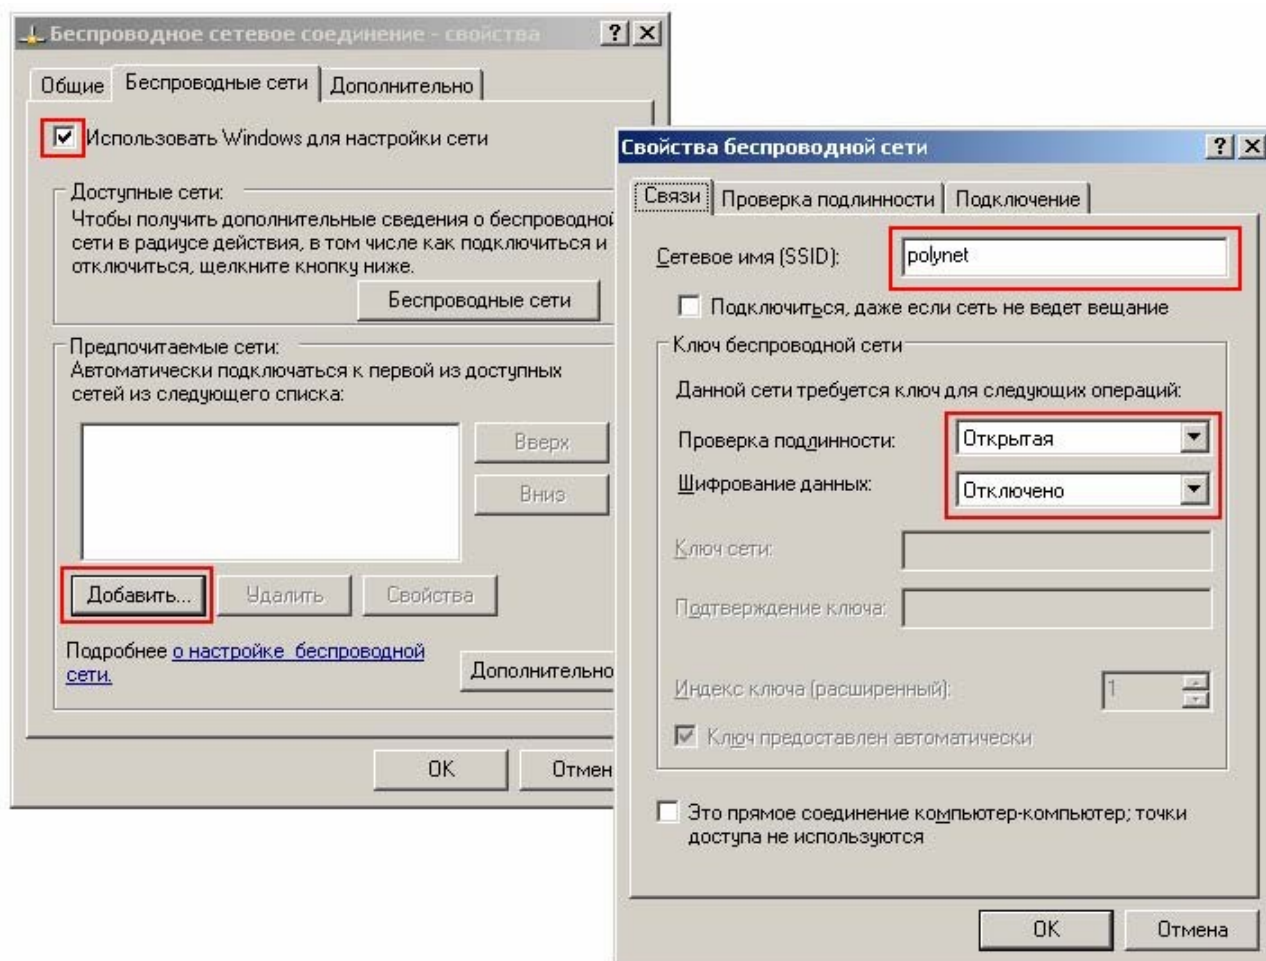 Беспроводное сетевое соединение - свойства
Общие
Беспроводные сети
Дополнительно
Использовать Windows для настройки сети
Доступные сети:
Чтобы получить дополнительные сведения о беспроводной
сети в радиусе действия, в том числе как подключиться и
отключиться, щелкните кнопку ниже.
Беспроводные сети
Предпочитаемые сети:
Автоматически подключаться к первой из доступных
сетей из следующего списка:
Вверх
Вниз
Добавить...
Удалить
Свойства
Подробнее о настройке беспроводной
сети.
Дополнительно
OK
Отмен
Свойства беспроводной сети
Связи
Проверка подлинности
Подключение
Сетевое имя (SSID):
polynet
Подключиться, даже если сеть не ведет вещание
Ключ беспроводной сети
Данной сети требуется ключ для следующих операций:
Проверка подлинности:
Открытая
Шифрование данных:
Отключено
Ключ сети:
Подтверждение ключа:
Индекс ключа (расширенный):
1
Ключ предоставлен автоматически
Это прямое соединение компьютер-компьютер; точки
доступа не используются
OK
Отмена